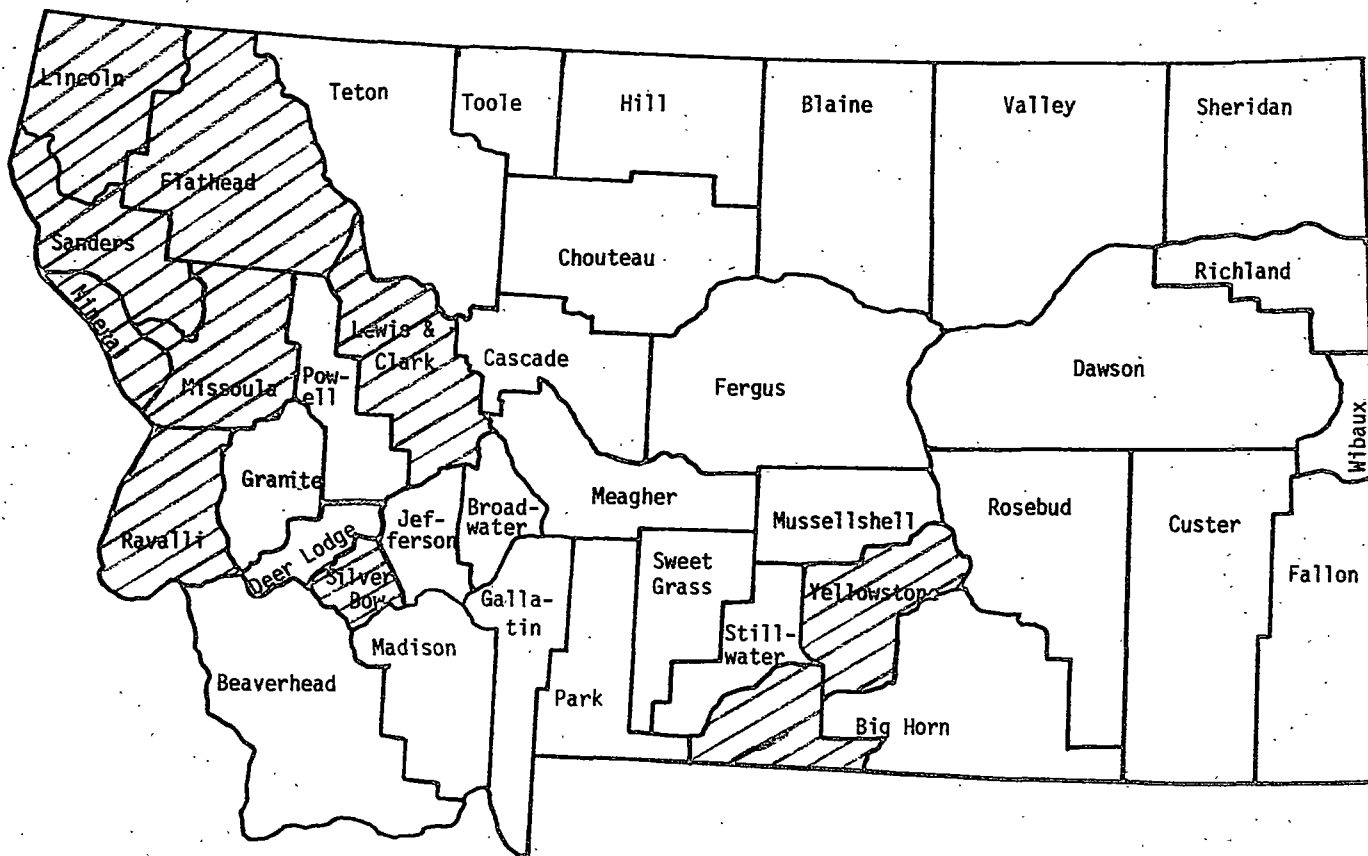 Lincoln
Teton
Toole
Hill
Blaine
Valley
Sheridan
Flathead
Sanders
Chouteau
Richland
Mineral
Lewis &
Clark
Cascade
Missoula
Pow-
ell
Fergus
Dawson
Wibaux
Granite
Broad-
water
Meagher
Rosebud
Custer
Ravalli
Deer Lodge
Jef-
ferson
Mussellshell
Silver
Bow
Sweet
Grass
Yellowstone
Fallon
Galla-
tin
Still-
water
Madison
Beaverhead
Park
Big Horn